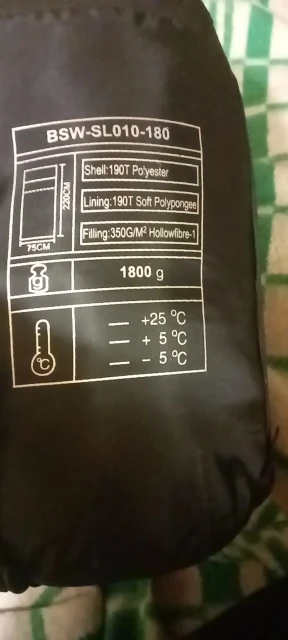 BSW-SL010-180
220CM
75CM
Shell:190T Polyester
Lining:190T Soft Polypongee
Filling:350G/M² Hollowfibre-1
g
1800 g
°C
— +25 °C
— + 5 °C
— - 5 °C